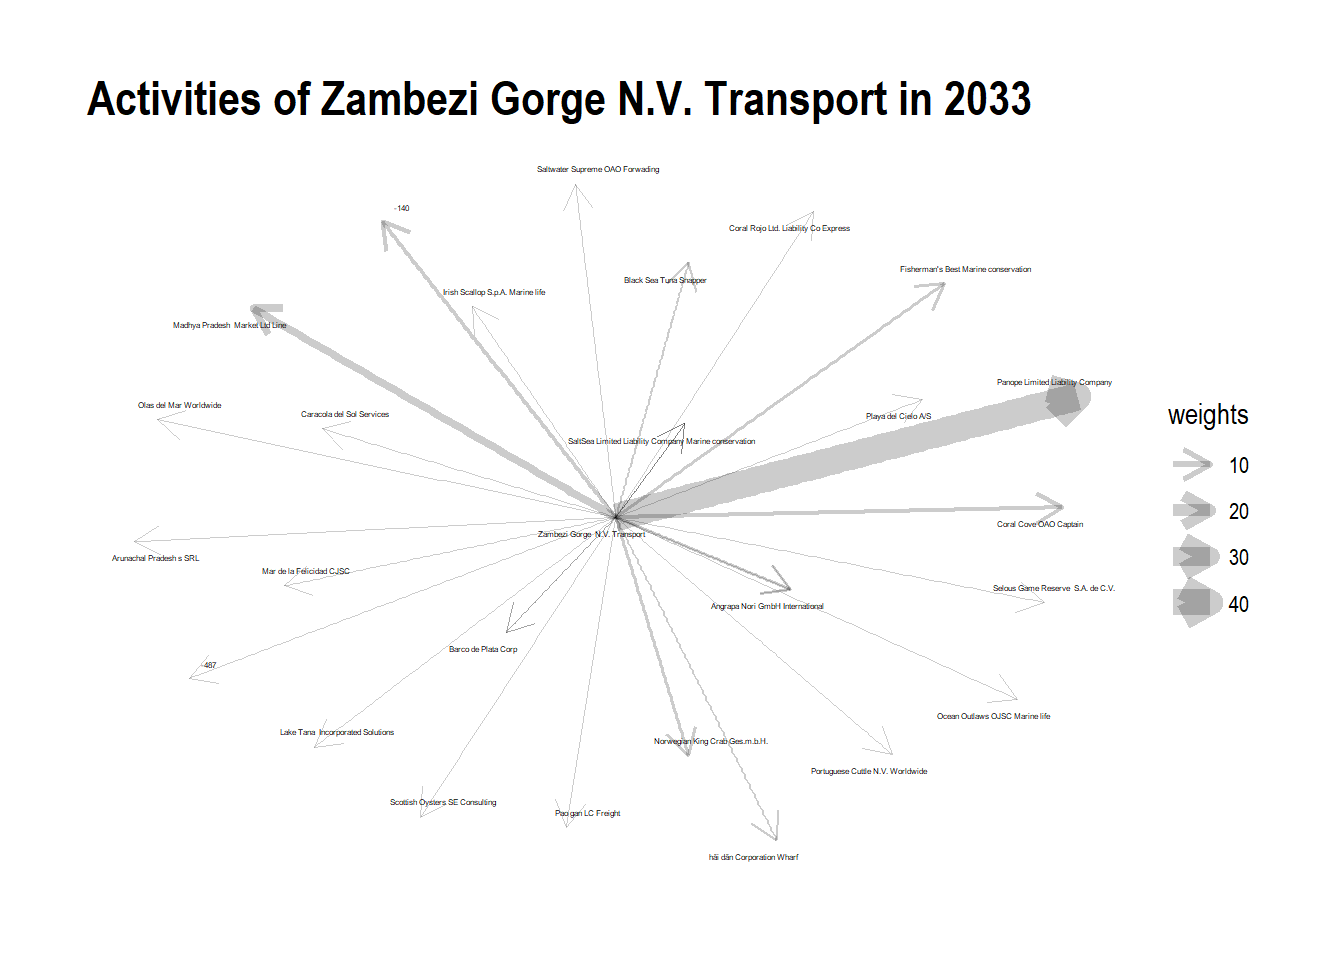 Activities of Zambezi Gorge N.V. Transport in 2033
Saltwater Supreme OAO Forwading
-140
Coral Rojo Ltd. Liability Co Express
Fisherman's Best Marine conservation
Black Sea Tuna Snapper
Irish Scallop S.p.A. Marine life
Madhya Pradesh Market Ltd Line
Panope Limited Liability Company
Olas del Mar Worldwide
Caracola del Sol Services
Playa del Cielo A/S
weights
SaltSea Limited Liability Company Marine conservation
10
20
30
40
Coral Cove OAO Captain
Zambezi Gorge N.V. Transport
Arunachal Pradesh s SRL
Mar de la Felicidad CJSC
Selous Game Reserve S.A. de C.V.
Angrapa Nori GmbH International
Barco de Plata Corp
-487
Ocean Outlaws OJSC Marine life
Lake Tana Incorporated Solutions
Norwegian King Crab Ges.m.b.H.
Portuguese Cuttle N.V. Worldwide
Scottish Oysters SE Consulting
Pao gan LC Freight
hǎi dǎn Corporation Wharf